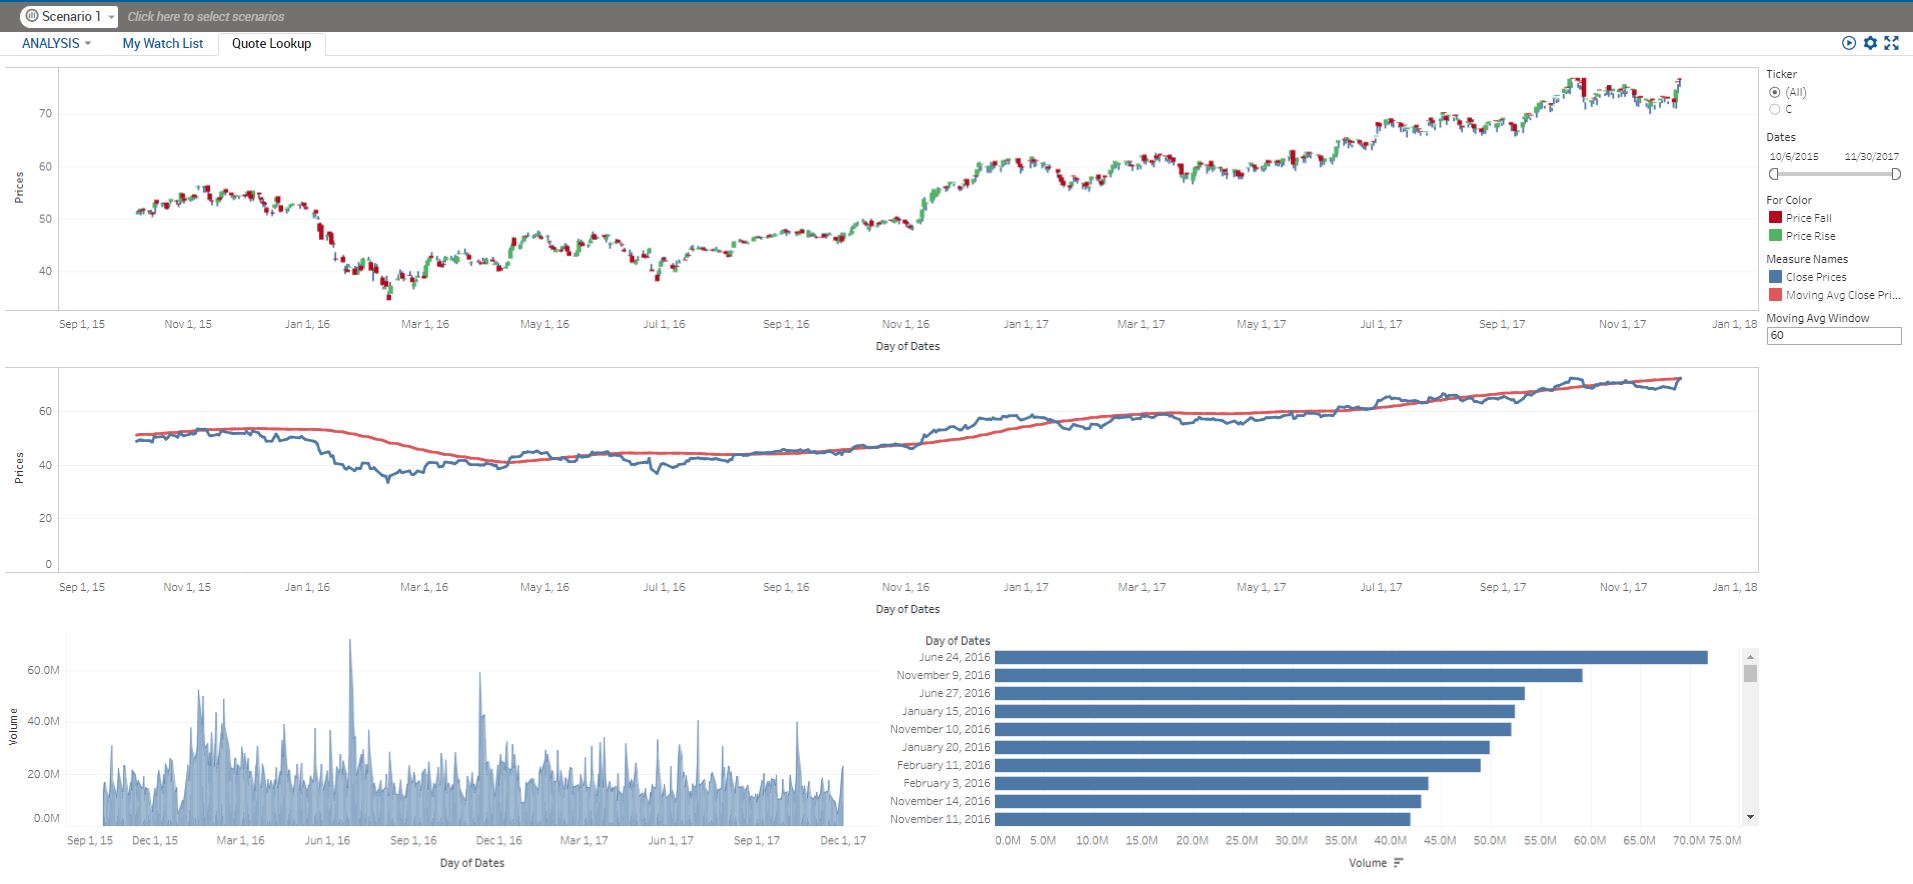 Scenario 1 Click here to select scenarios
ANALYSIS My Watch List Quote Lookup
Prices
70
60
50
40
Sep 1, 15 Nov 1, 15 Jan 1, 16 Mar 1, 16 May 1, 16 Jul 1, 16 Sep 1, 16 Nov 1, 16 Jan 1, 17 Mar 1, 17 May 1, 17 Jul 1, 17 Sep 1, 17 Nov 1, 17 Jan 1, 18
Day of Dates
Ticker
(All)
C
Dates
10/6/2015 11/30/2017
For Color
Price Fall
Price Rise
Measure Names
Close Prices
Moving Avg Close Pri...
Moving Avg Window
60
Prices
60
40
20
0
Sep 1, 15 Nov 1, 15 Jan 1, 16 Mar 1, 16 May 1, 16 Jul 1, 16 Sep 1, 16 Nov 1, 16 Jan 1, 17 Mar 1, 17 May 1, 17 Jul 1, 17 Sep 1, 17 Nov 1, 17 Jan 1, 18
Day of Dates
Volume
60.0M
40.0M
20.0M
0.0M
Sep 1, 15 Dec 1, 15 Mar 1, 16 Jun 1, 16 Sep 1, 16 Dec 1, 16 Mar 1, 17 Jun 1, 17 Sep 1, 17 Dec 1, 17
Day of Dates
Day of Dates
June 24, 2016
November 9, 2016
June 27, 2016
January 15, 2016
November 10, 2016
January 20, 2016
February 11, 2016
February 3, 2016
November 14, 2016
November 11, 2016
0.0M 5.0M 10.0M 15.0M 20.0M 25.0M 30.0M 35.0M 40.0M 45.0M 50.0M 55.0M 60.0M 65.0M 70.0M 75.0M
Volume